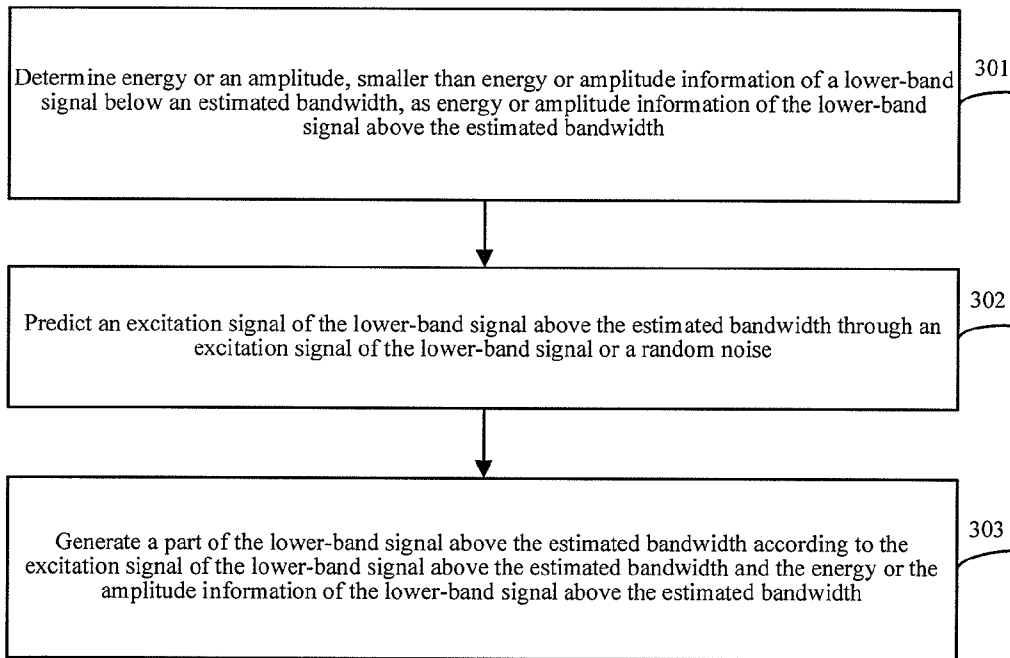 Determine energy or an amplitude, smaller than energy or amplitude information of a lower-band
signal below an estimated bandwidth, as energy or amplitude information of the lower-band
signal above the estimated bandwidth
301
Predict an excitation signal of the lower-band signal above the estimated bandwidth through an
excitation signal of the lower-band signal or a random noise
302
Generate a part of the lower-band signal above the estimated bandwidth according to the
excitation signal of the lower-band signal above the estimated bandwidth and the energy or the
amplitude information of the lower-band signal above the estimated bandwidth
303